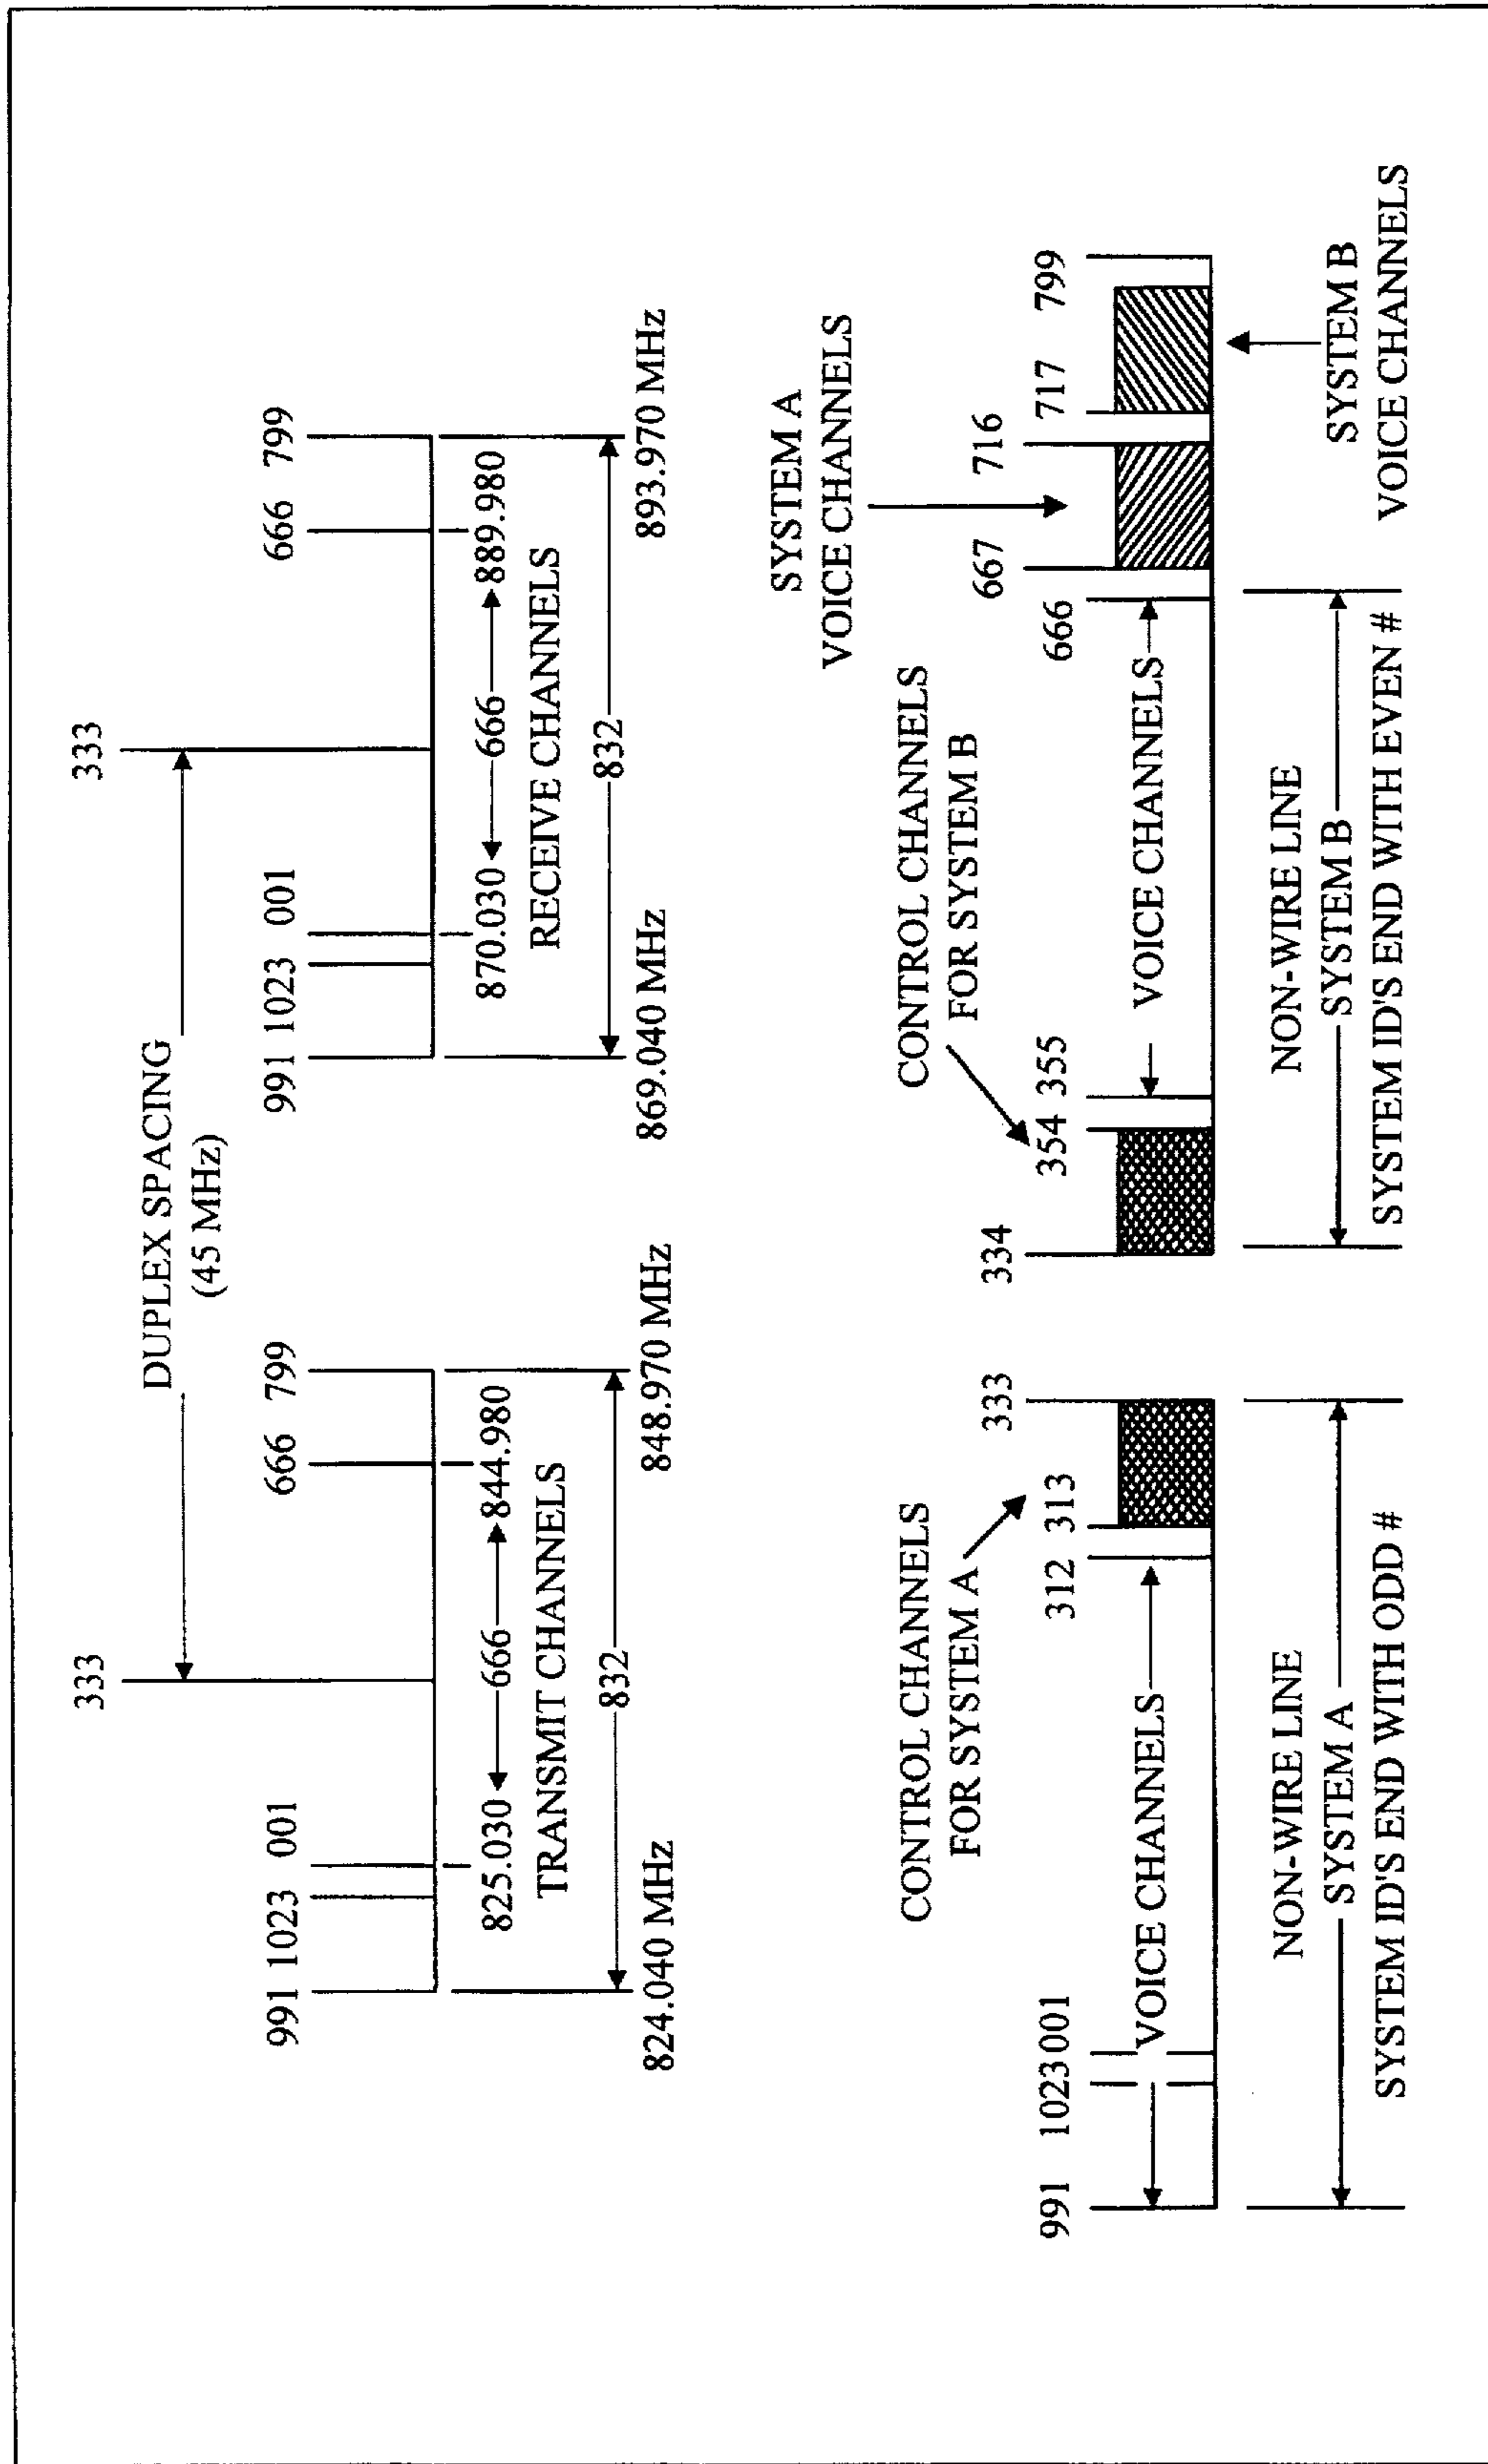 333
333
DUPLEX SPACING
(45 MHz)
991 1023 001 666 799
991 1023 001 666 799
825.030 666 844.980
870.030 666 889.980
TRANSMIT CHANNELS
RECEIVE CHANNELS
832
832
824.040 MHz 848.970 MHz
869.040 MHz 893.970 MHz
SYSTEM A
VOICE CHANNELS
CONTROL CHANNELS
FOR SYSTEM A
CONTROL CHANNELS
FOR SYSTEM B
333
334
667 716
991 1023 001 312 313
354 355 666 717 799
VOICE CHANNELS
VOICE CHANNELS
NON-WIRE LINE
SYSTEM A
SYSTEM ID'S END WITH ODD #
NON-WIRE LINE
SYSTEM B
SYSTEM ID'S END WITH EVEN #
SYSTEM B
VOICE CHANNELS